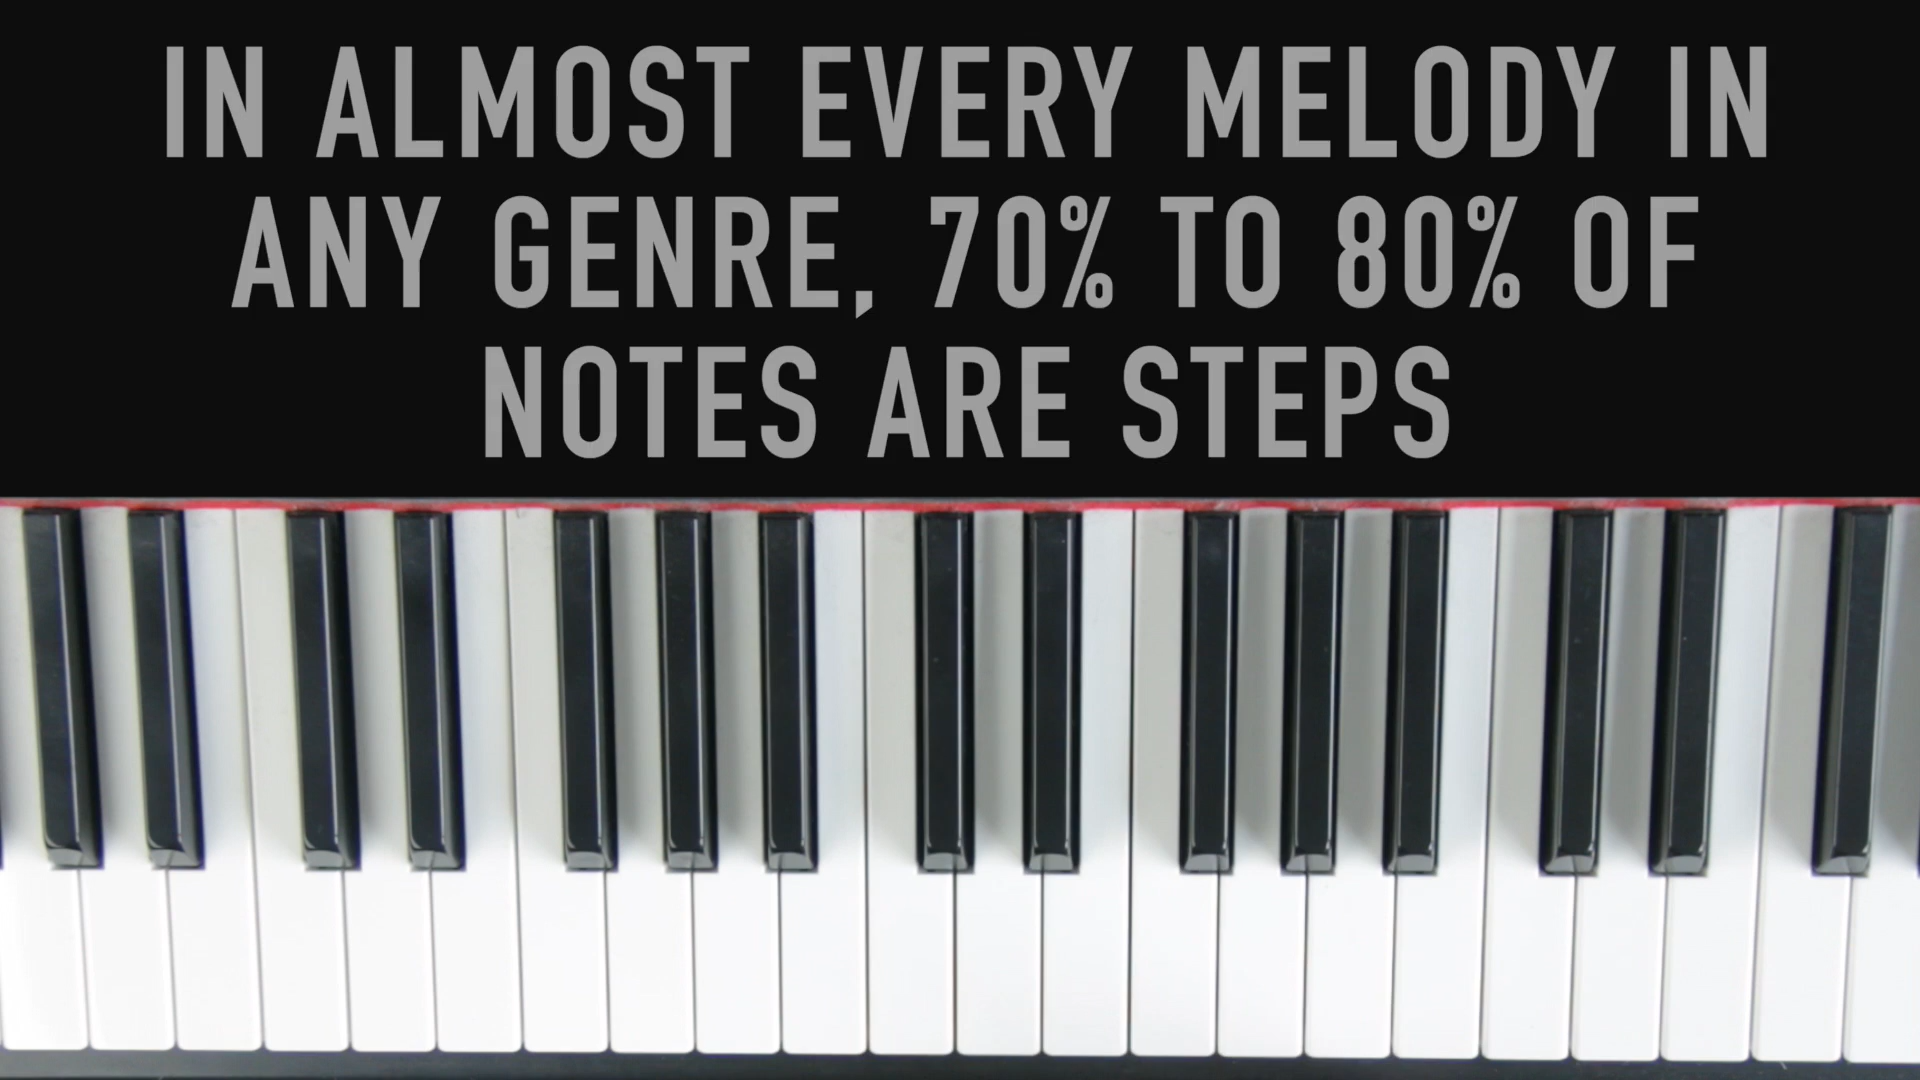 IN ALMOST EVERY MELODY IN
ANY GENRE, 70% TO 80% OF
NOTES ARE STEPS